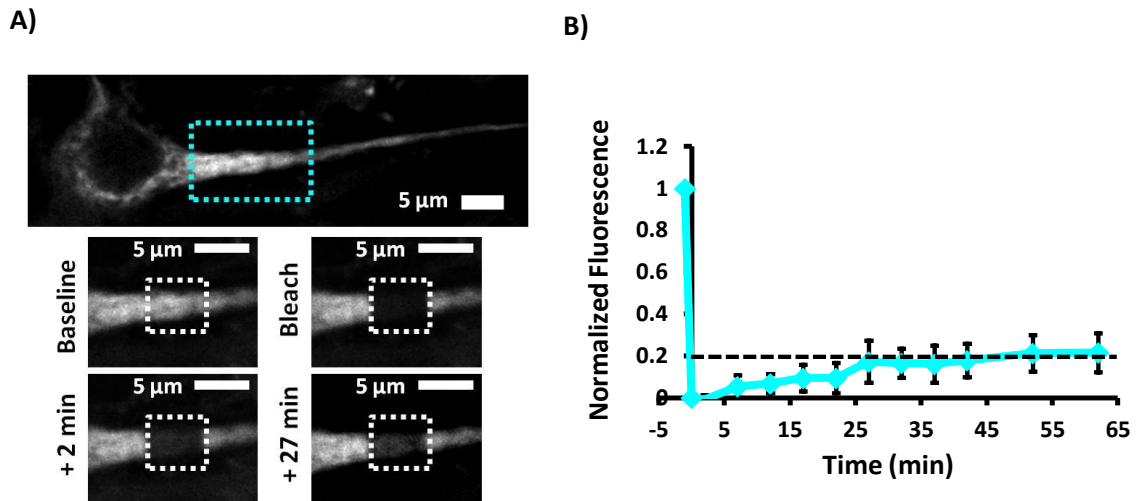 A)
5 µm
Baseline
5 µm
Bleach
5 µm
+ 2 min
5 µm
+ 27 min
5 µm
B)
Normalized Fluorescence
1.2
1
0.8
0.6
0.4
0.2
0
-5 5 15 25 35 45 55 65
Time (min)